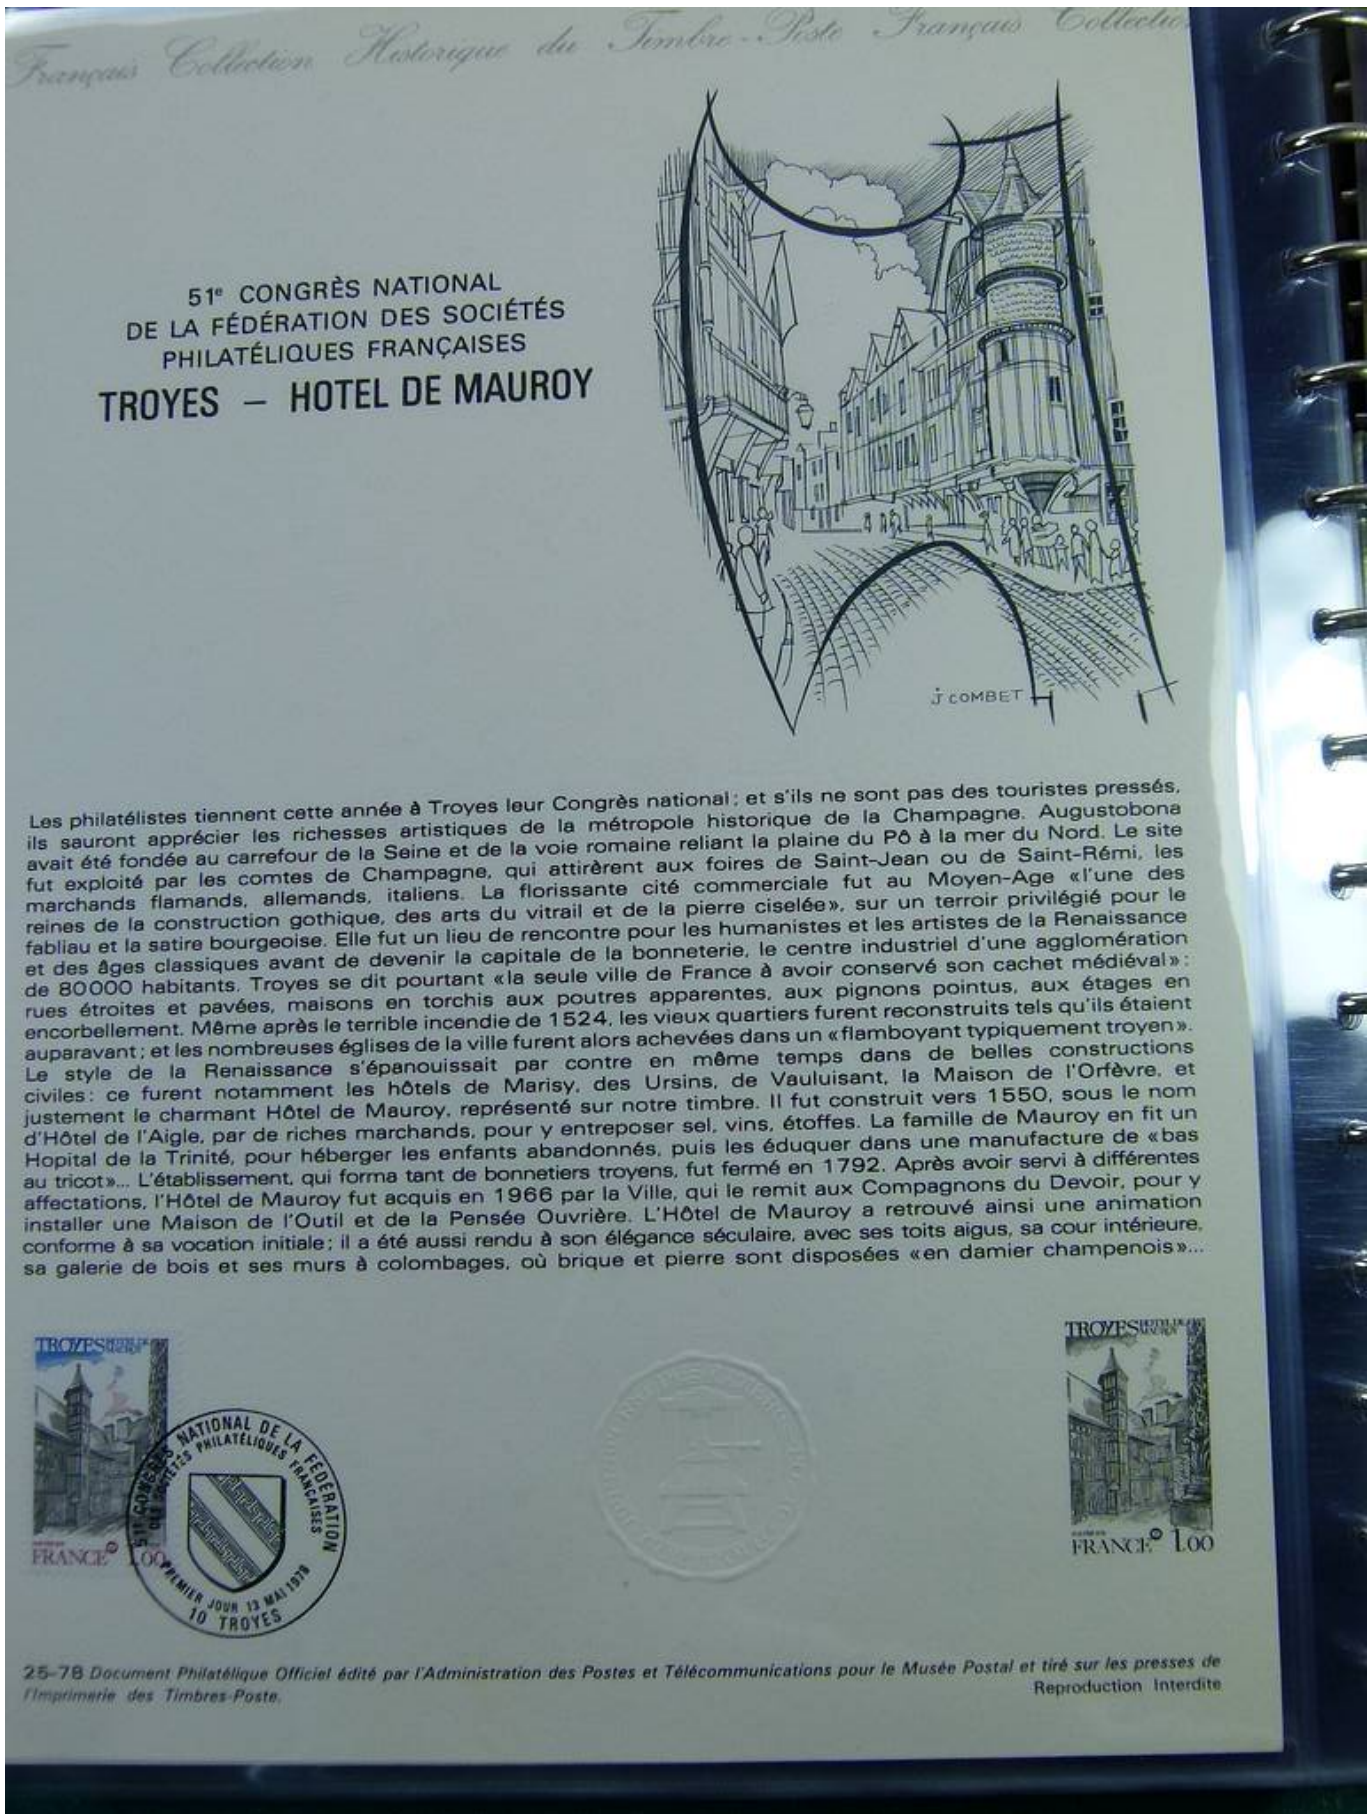 Français Collection Historique du Timbre-Poste Français Collection
51e CONGRÈS NATIONAL
DE LA FÉDÉRATION DES SOCIÉTÉS
PHILATÉLIQUES FRANÇAISES
TROYES – HOTEL DE MAUROY
J COMBET
Les philatélistes tiennent cette année à Troyes leur Congrès national ; et s'ils ne sont pas des touristes pressés,
ils sauront apprécier les richesses artistiques de la métropole historique de la Champagne. Augustobona
avait été fondée au carrefour de la Seine et de la voie romaine reliant la plaine du Pô à la mer du Nord. Le site
fut exploité par les comtes de Champagne, qui attirèrent aux foires de Saint-Jean ou de Saint-Rémi, les
marchands flamands, allemands, italiens. La florissante cité commerciale fut au Moyen-Age «l'une des
reines de la construction gothique, des arts du vitrail et de la pierre ciselée», sur un terroir privilégié pour le
fabliau et la satire bourgeoise. Elle fut un lieu de rencontre pour les humanistes et les artistes de la Renaissance
et des âges classiques avant de devenir la capitale de la bonneterie, le centre industriel d'une agglomération
de 80000 habitants. Troyes se dit pourtant «la seule ville de France à avoir conservé son cachet médiéval» :
rues étroites et pavées, maisons en torchis aux poutres apparentes, aux pignons pointus, aux étages en
encorbellement. Même après le terrible incendie de 1524, les vieux quartiers furent reconstruits tels qu'ils étaient
auparavant ; et les nombreuses églises de la ville furent alors achevées dans un «flamboyant typiquement troyen».
Le style de la Renaissance s'épanouissait par contre en même temps dans de belles constructions
civiles : ce furent notamment les hôtels de Marisy, des Ursins, de Vauluisant, la Maison de l'Orfèvre, et
justement le charmant Hôtel de Mauroy, représenté sur notre timbre. Il fut construit vers 1550, sous le nom
d'Hôtel de l'Aigle, par de riches marchands, pour y entreposer sel, vins, étoffes. La famille de Mauroy en fit un
Hopital de la Trinité, pour héberger les enfants abandonnés, puis les éduquer dans une manufacture de «bas
au tricot»... L'établissement, qui forma tant de bonnetiers troyens, fut fermé en 1792. Après avoir servi à différentes
affectations, l'Hôtel de Mauroy fut acquis en 1966 par la Ville, qui le remit aux Compagnons du Devoir, pour y
installer une Maison de l'Outil et de la Pensée Ouvrière. L'Hôtel de Mauroy a retrouvé ainsi une animation
conforme à sa vocation initiale ; il a été aussi rendu à son élégance séculaire, avec ses toits aigus, sa cour intérieure,
sa galerie de bois et ses murs à colombages, où brique et pierre sont disposées «en damier champenois»...
TROYES HOTEL DE
MAUROY
FRANCE 1.00
51e CONGRÈS NATIONAL DE LA FÉDÉRATION
DES SOCIÉTÉS PHILATÉLIQUES FRANÇAISES
PREMIER JOUR 13 MAI 1978
10 TROYES
TROYES HOTEL DE
MAUROY
FRANCE 1.00
25-78 Document Philatélique Officiel édité par l'Administration des Postes et Télécommunications pour le Musée Postal et tiré sur les presses de
l'Imprimerie des Timbres-Poste.
Reproduction Interdite